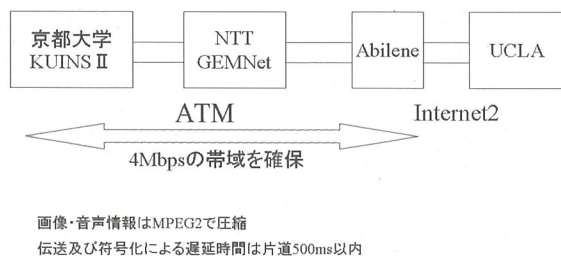 京都大学
KUINSⅡ
NTT
GEMNet
Abilene
UCLA
ATM
Internet2
4Mbpsの帯域を確保
画像・音声情報はMPEG2で圧縮
伝送及び符号化による遅延時間は片道500ms以内